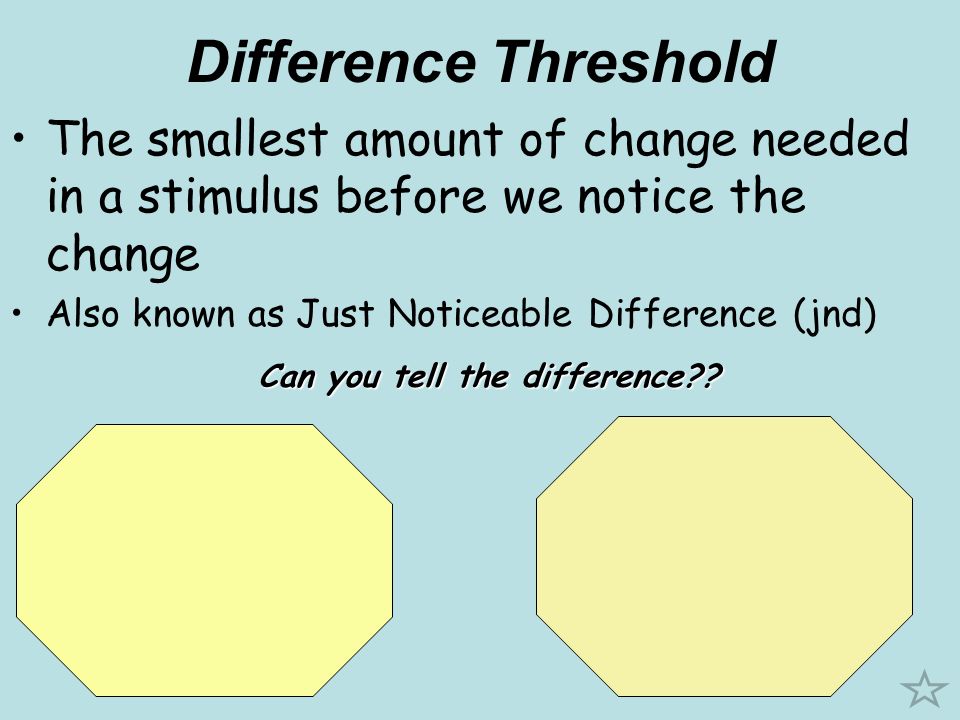 Difference Threshold
• The smallest amount of change needed
in a stimulus before we notice the
change
• Also known as Just Noticeable Difference (jnd)
Can you tell the difference??